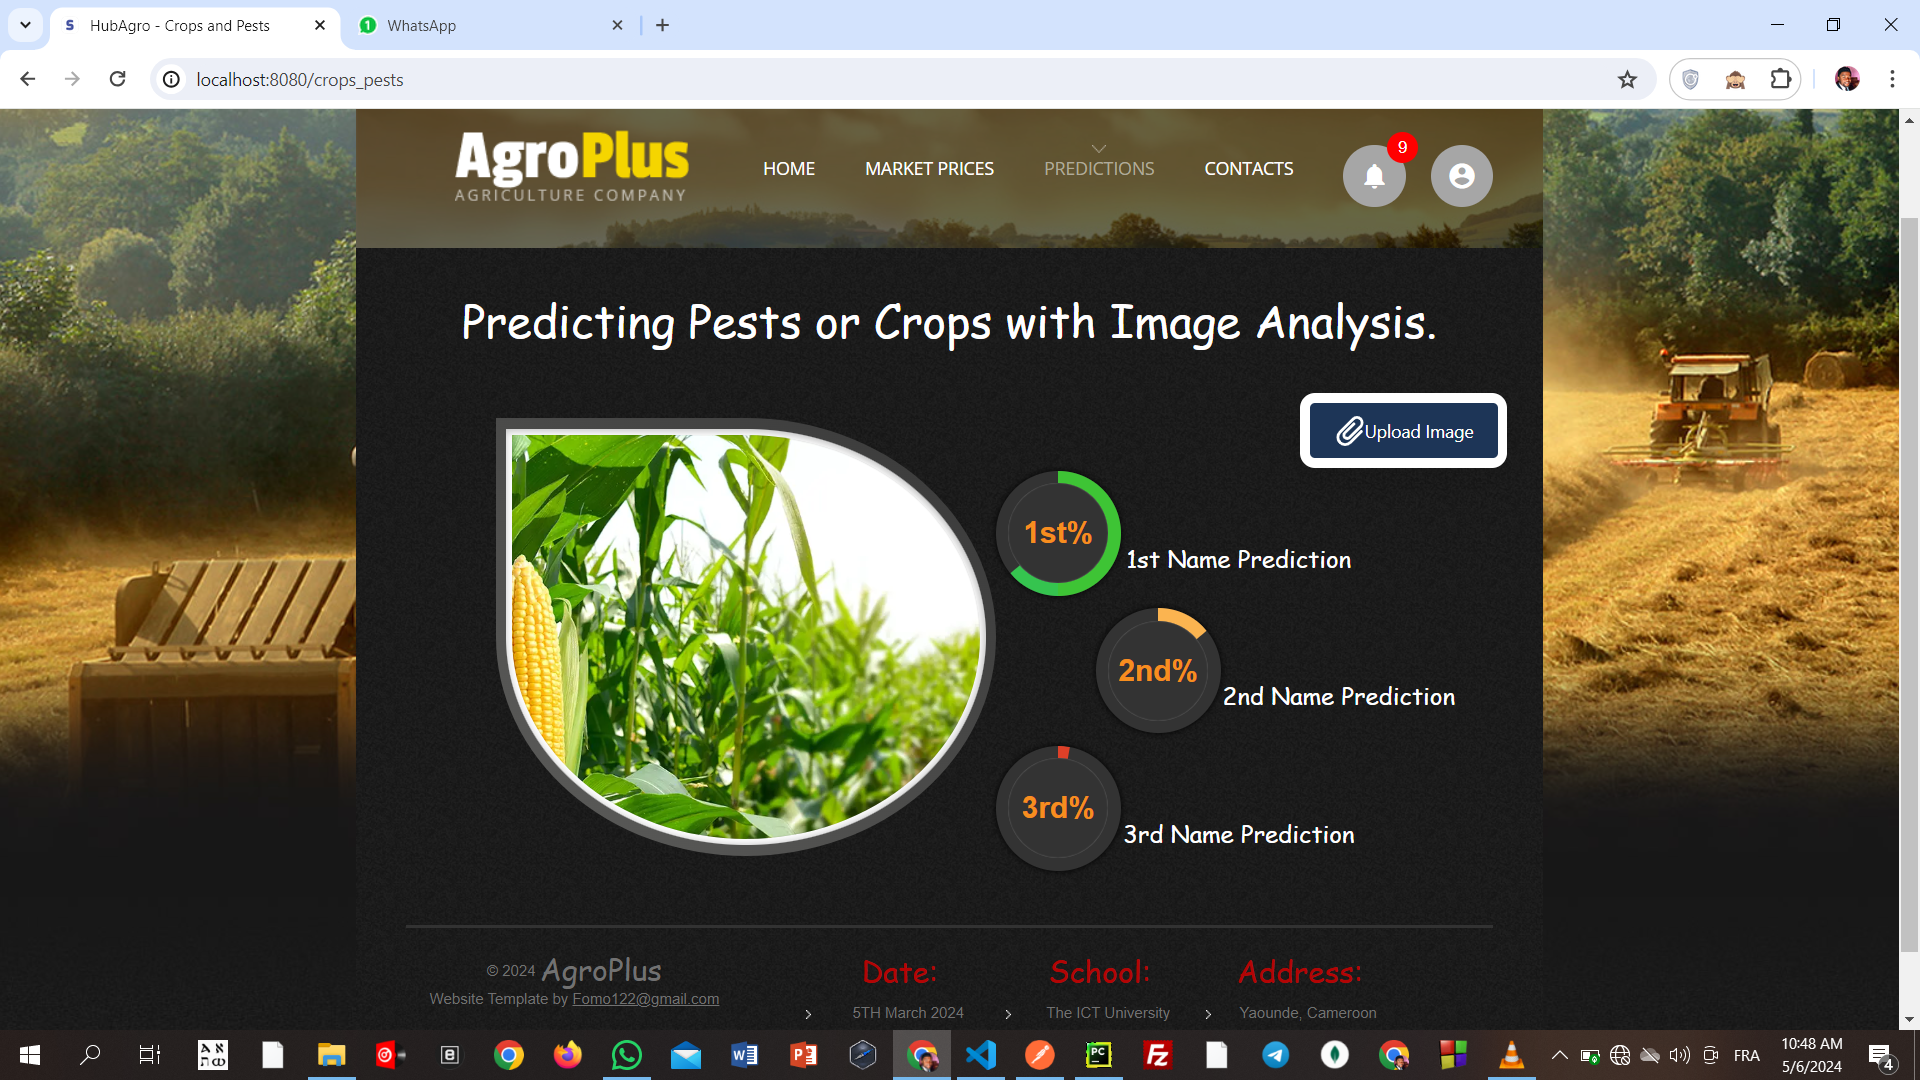 HubAgro - Crops and Pests
WhatsApp
localhost:8080/crops_pests
AgroPlus
AGRICULTURE COMPANY
HOME
MARKET PRICES
PREDICTIONS
CONTACTS
9
Predicting Pests or Crops with Image Analysis.
Upload Image
1st%
1st Name Prediction
2nd%
2nd Name Prediction
3rd%
3rd Name Prediction
© 2024 AgroPlus
Website Template by Fomo122@gmail.com
Date:
5TH March 2024
School:
The ICT University
Address:
Yaounde, Cameroon
FRA
10:48 AM
5/6/2024
4